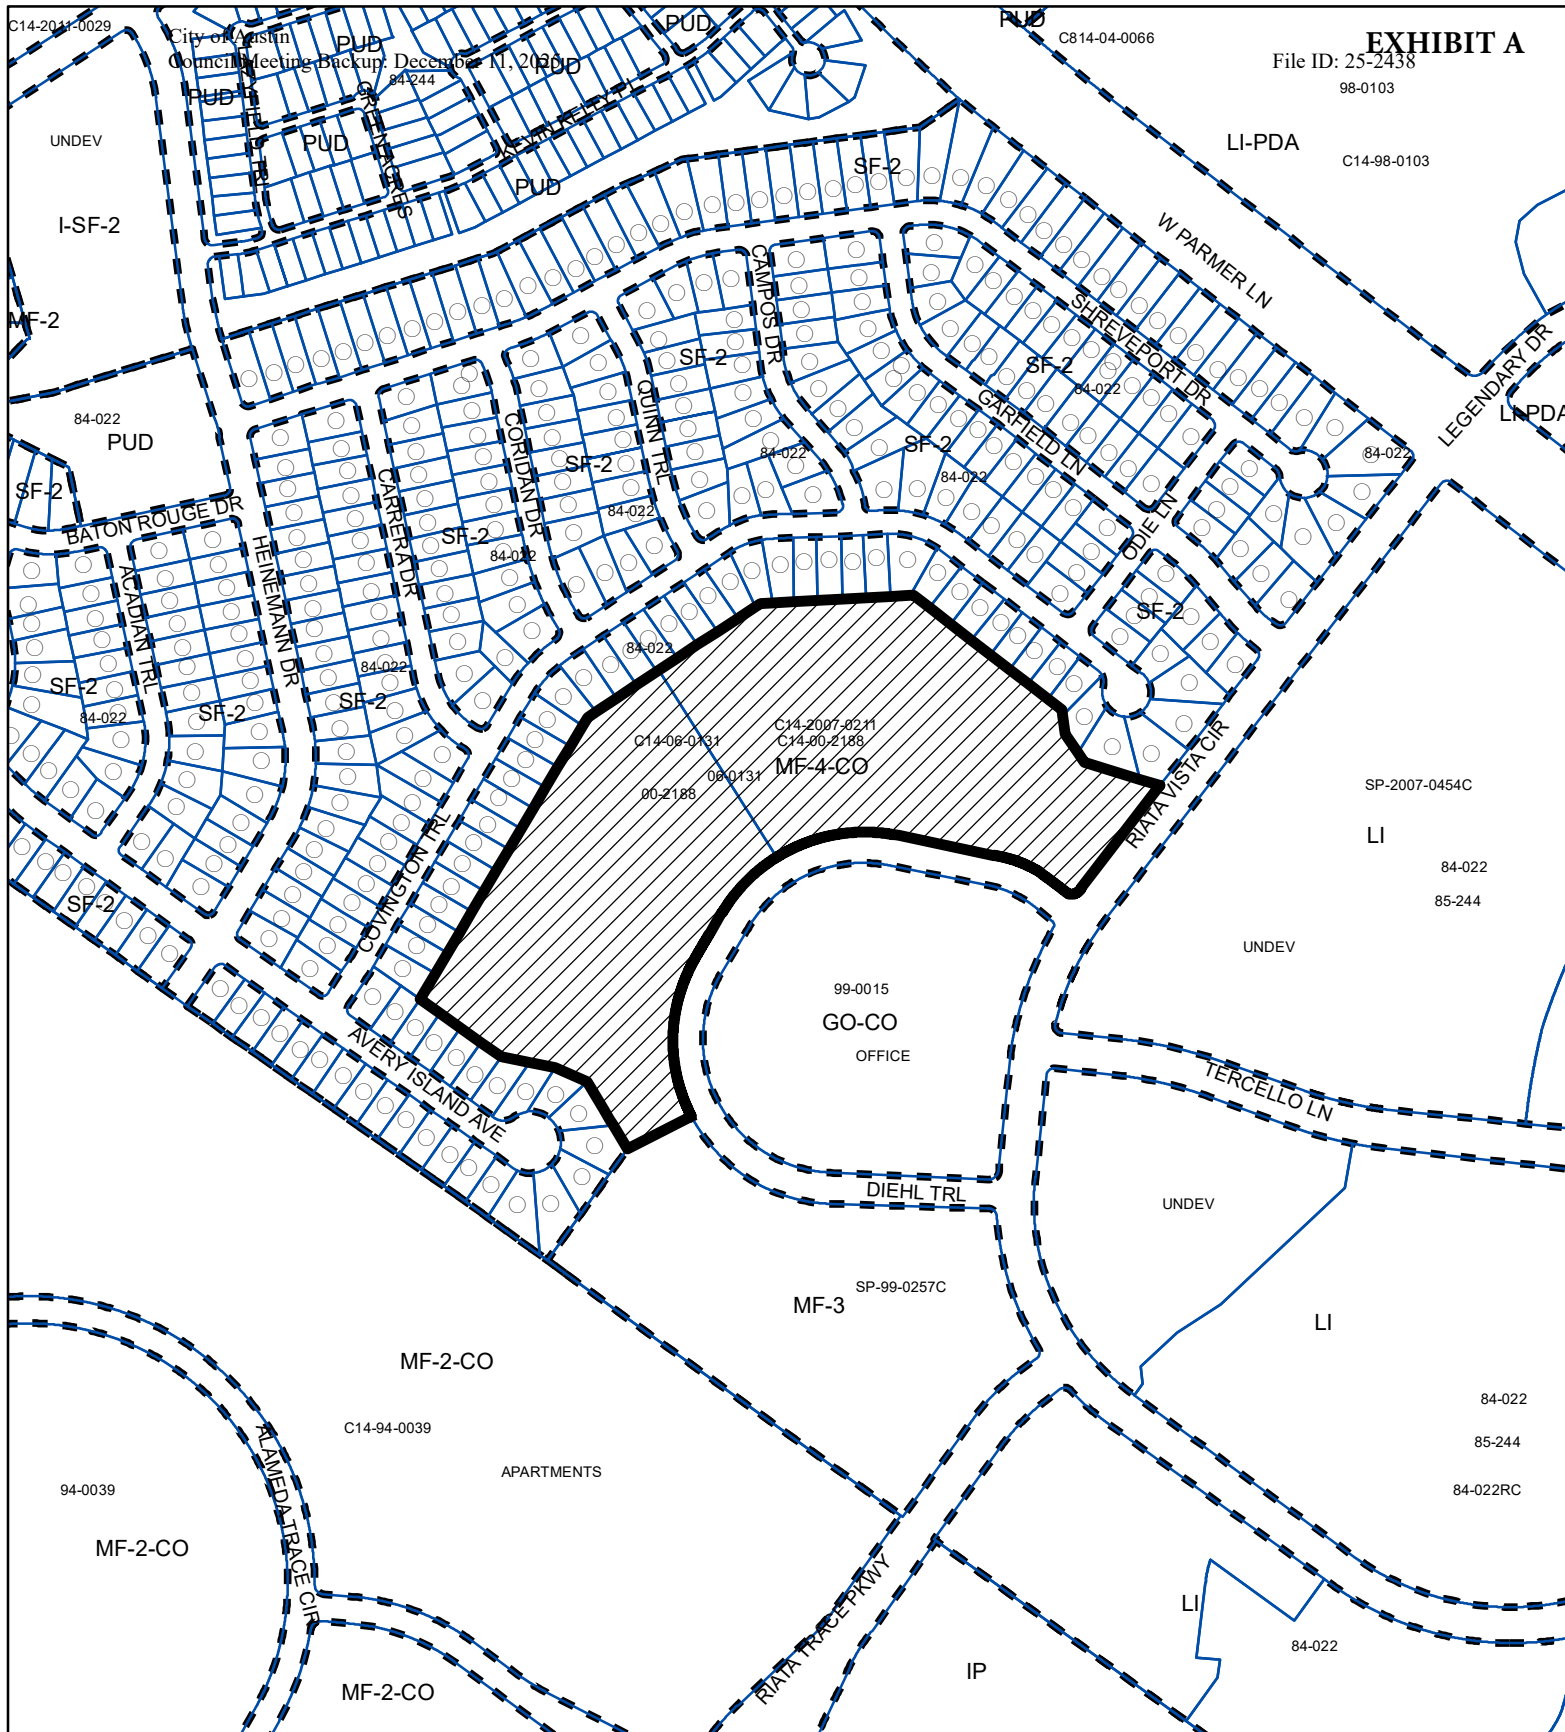 C14-2011-0029
City of Austin
Council Meeting Backup: December 11, 2025
EXHIBIT A
File ID: 25-2438
PUD
PUD
PUD
PUD
PUD
PUD
PUD
84-244
GREEN ACRES
KEVIN KELLY PL
C814-04-0066
98-0103
LI-PDA
C14-98-0103
UNDEV
I-SF-2
MF-2
SF-2
W PARMER LN
SHREVEPORT DR
LEGENDARY DR
LI-PDA
CAMPOS DR
SF-2
QUINN TRL
SF-2
84-022
GARFIELD LN
SF-2
84-022
84-022
84-022
84-022
PUD
SF-2
BATON ROUGE DR
CARRERA DR
CORIDAN DR
SF-2
84-022
SF-2
84-022
ODIE LN
SF-2
ACADIAN TRL
HEINEMANN DR
84-022
84-022
SF-2
84-022
SF-2
SF-2
C14-06-0131
C14-2007-0211
C14-00-2188
MF-4-CO
06-0131
00-2188
RIATA VISTA CIR
SP-2007-0454C
LI
84-022
85-244
UNDEV
COVINGTON TRL
SF-2
99-0015
GO-CO
OFFICE
AVERY ISLAND AVE
TERCELLO LN
DIEHL TRL
UNDEV
SP-99-0257C
MF-3
LI
MF-2-CO
C14-94-0039
APARTMENTS
84-022
85-244
84-022RC
94-0039
MF-2-CO
ALAMEDA TRACE CIR
RIATA TRACE PKWY
LI
84-022
IP
MF-2-CO